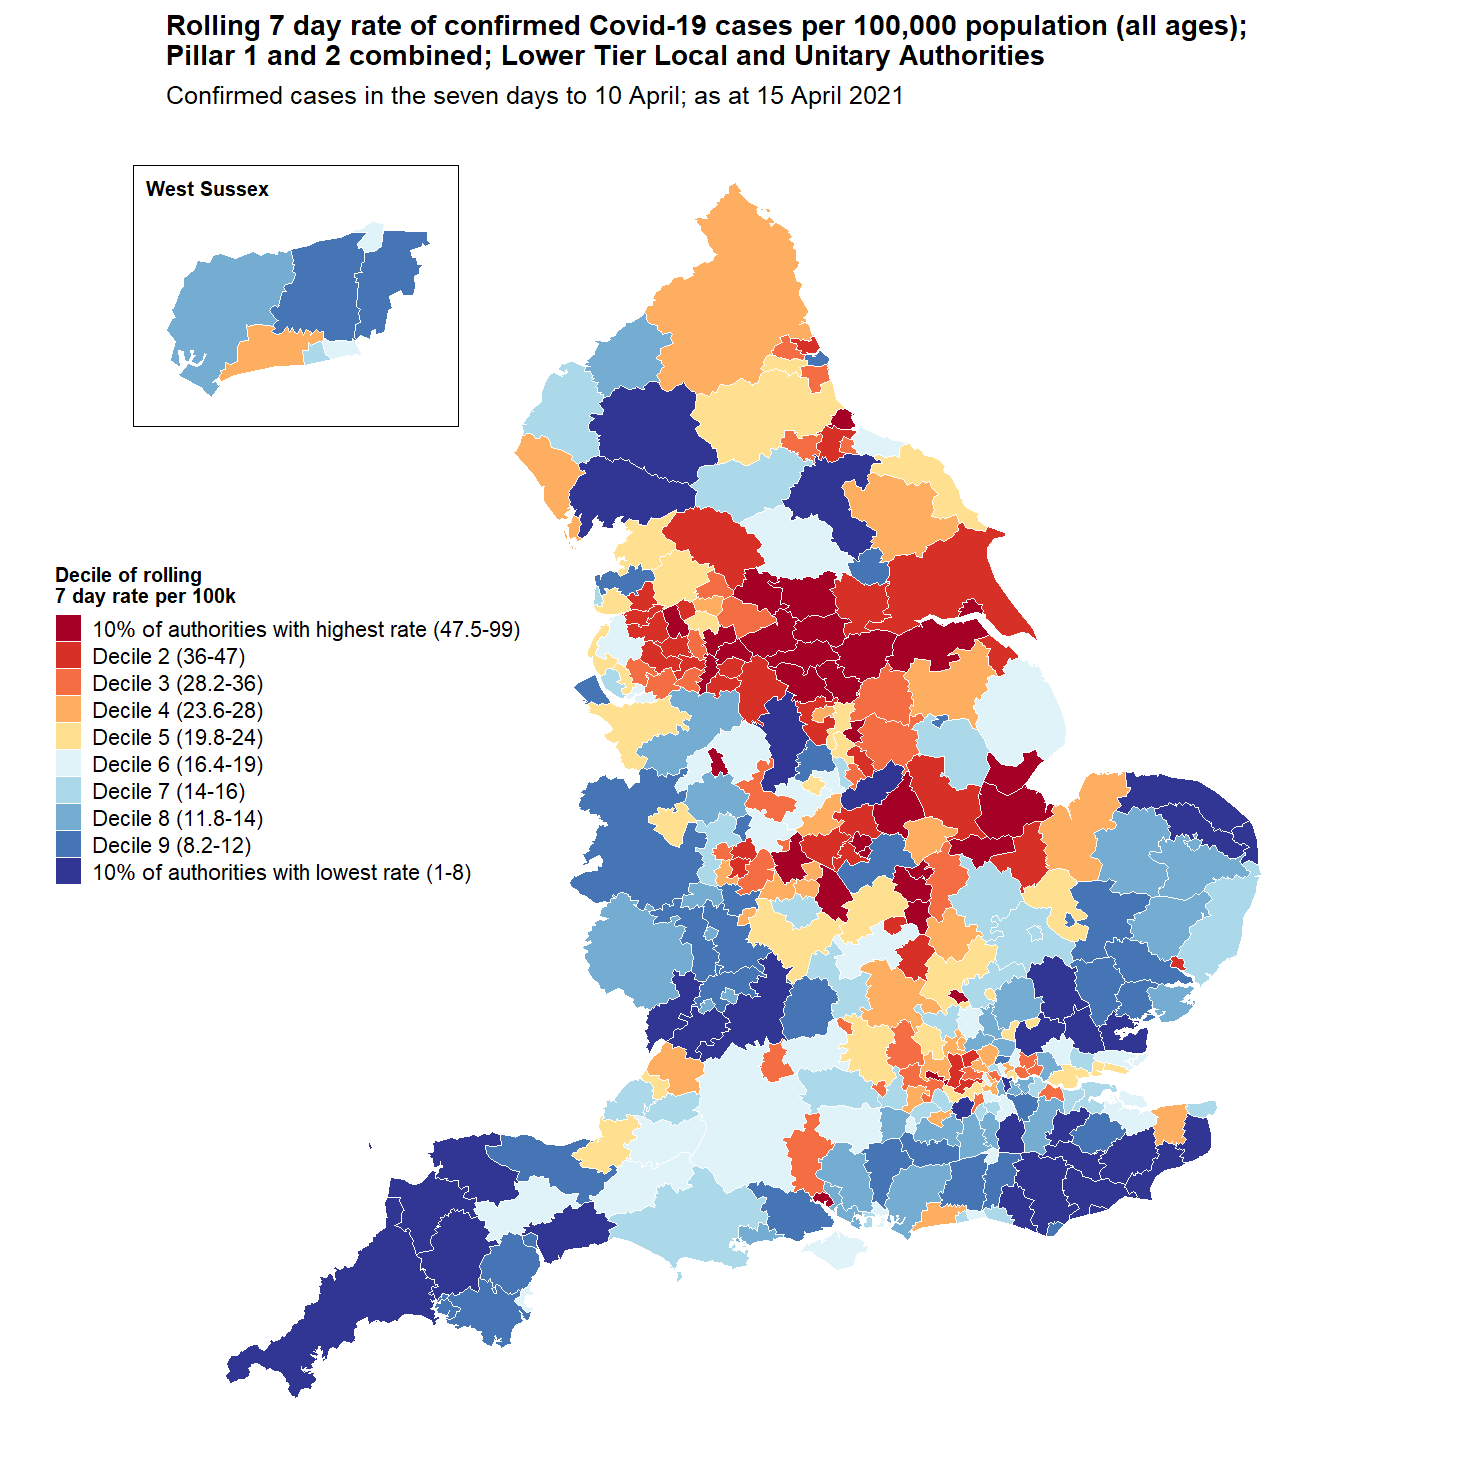 Rolling 7 day rate of confirmed Covid-19 cases per 100,000 population (all ages);
Pillar 1 and 2 combined; Lower Tier Local and Unitary Authorities
Confirmed cases in the seven days to 10 April; as at 15 April 2021
West Sussex
Decile of rolling
7 day rate per 100k
10% of authorities with highest rate (47.5-99)
Decile 2 (36-47)
Decile 3 (28.2-36)
Decile 4 (23.6-28)
Decile 5 (19.8-24)
Decile 6 (16.4-19)
Decile 7 (14-16)
Decile 8 (11.8-14)
Decile 9 (8.2-12)
10% of authorities with lowest rate (1-8)